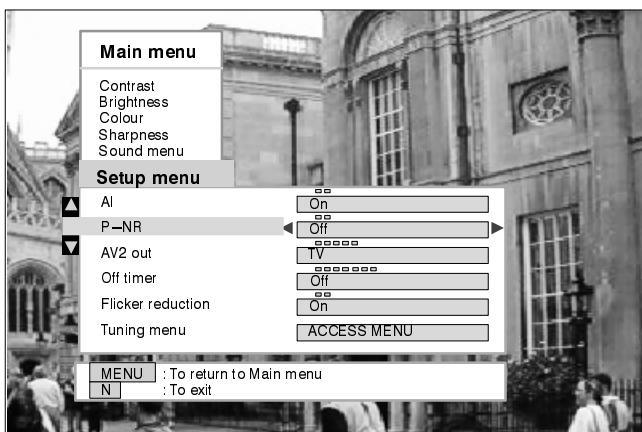 Main menu
Contrast
Brightness
Colour
Sharpness
Sound menu
Setup menu
AI On
P–NR Off
AV2 out TV
Off timer Off
Flicker reduction On
Tuning menu ACCESS MENU
MENU : To return to Main menu
N : To exit